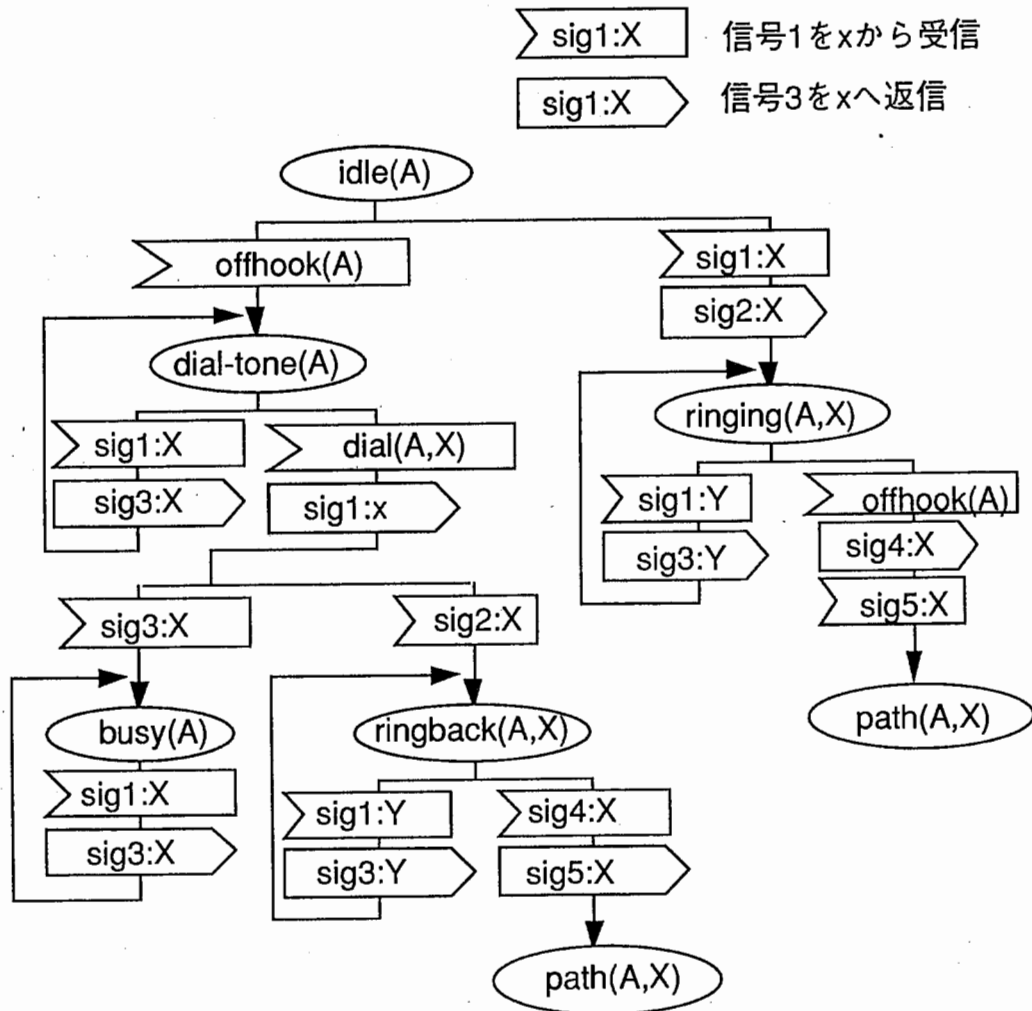 sig1:X 信号1をxから受信
sig1:X 信号3をxへ返信
idle(A)
offhook(A)
sig1:X
sig2:X
dial-tone(A)
ringing(A,X)
sig1:X
dial(A,X)
sig3:X
sig1:x
sig1:Y
offhook(A)
sig3:Y
sig4:X
sig5:X
sig3:X
sig2:X
busy(A)
ringback(A,X)
path(A,X)
sig1:X
sig3:X
sig1:Y
sig4:X
sig3:Y
sig5:X
path(A,X)